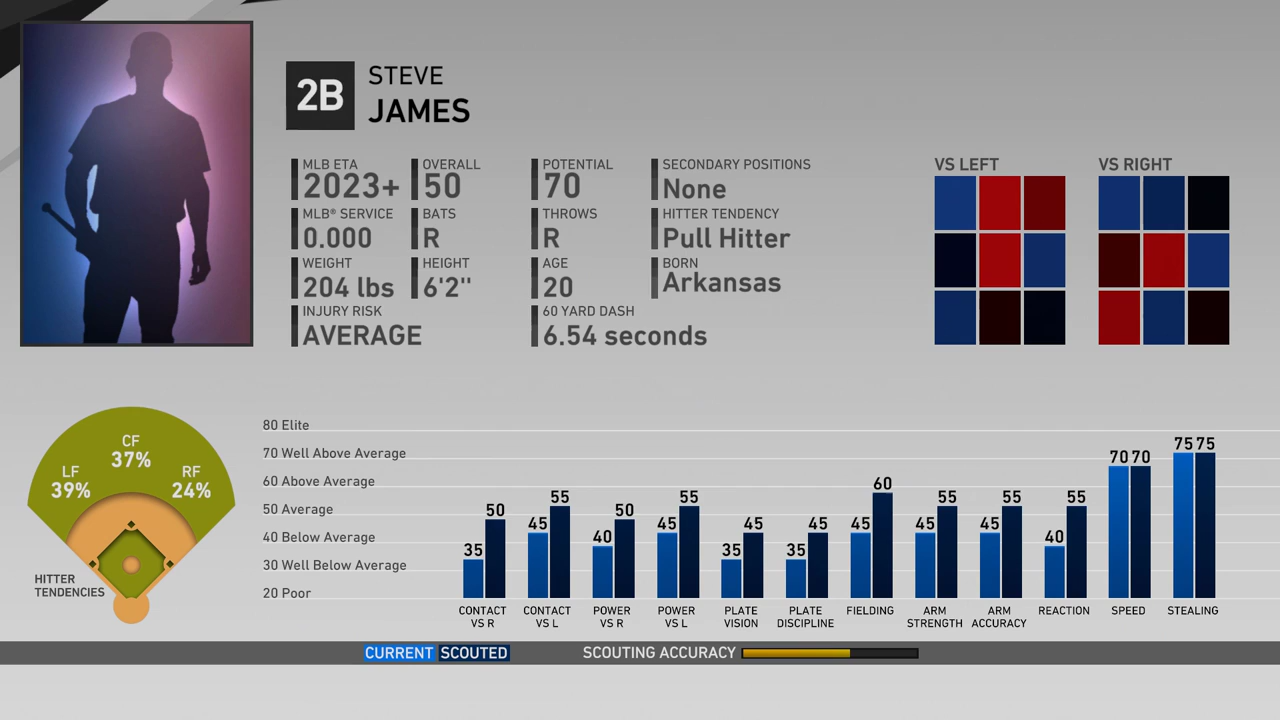 2B
STEVE
JAMES
MLB ETA
2023+
OVERALL
50
POTENTIAL
70
SECONDARY POSITIONS
None
MLB® SERVICE
0.000
BATS
R
THROWS
R
HITTER TENDENCY
Pull Hitter
WEIGHT
204 lbs
HEIGHT
6'2"
AGE
20
BORN
Arkansas
INJURY RISK
AVERAGE
60 YARD DASH
6.54 seconds
VS LEFT
VS RIGHT
CF
37%
LF
39%
RF
24%
HITTER
TENDENCIES
80 Elite
70 Well Above Average
60 Above Average
50 Average
40 Below Average
30 Well Below Average
20 Poor
35 50
45 55
40 50
45 55
35 45
35 45
45 60
45 55
45 55
40 55
70 70
75 75
CONTACT
VS R
CONTACT
VS L
POWER
VS R
POWER
VS L
PLATE
VISION
PLATE
DISCIPLINE
FIELDING
ARM
STRENGTH
ARM
ACCURACY
REACTION
SPEED
STEALING
CURRENT SCOUTED
SCOUTING ACCURACY